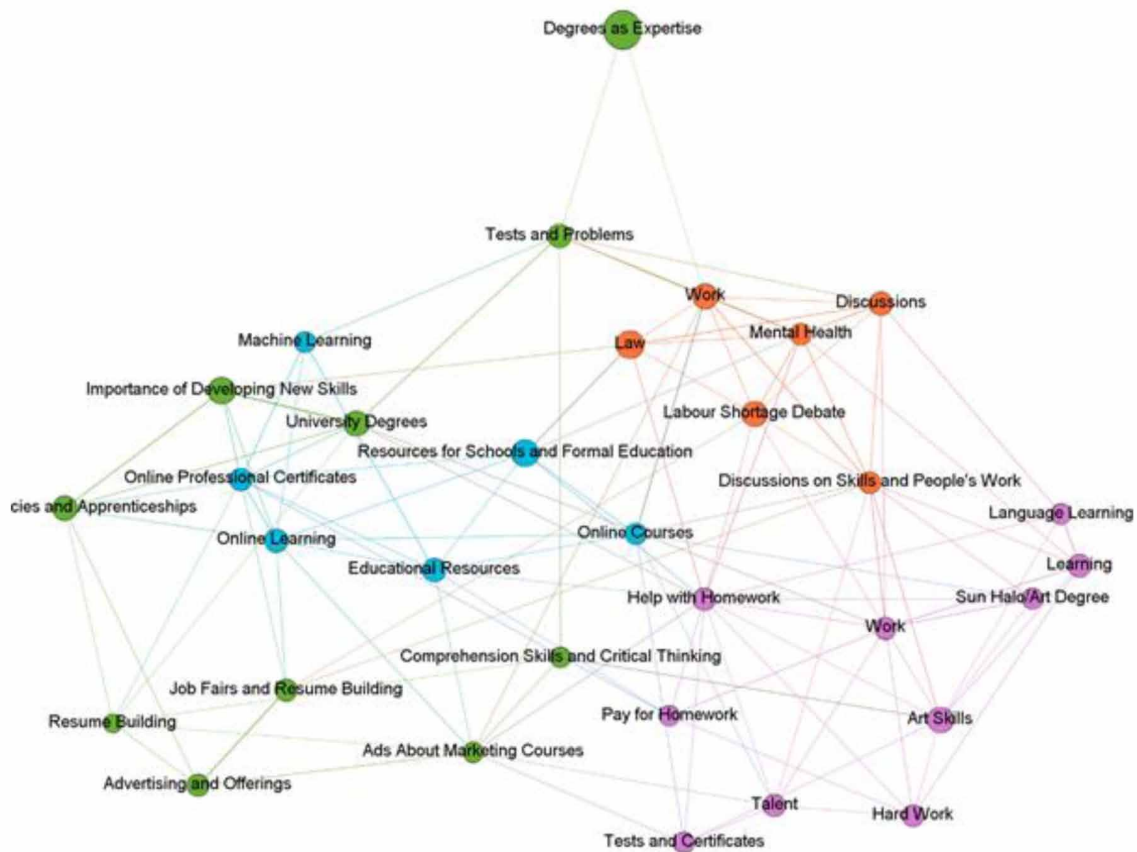 Degrees as Expertise
Tests and Problems
Work
Discussions
Mental Health
Machine Learning
Law
Importance of Developing New Skills
Labour Shortage Debate
University Degrees
Resources for Schools and Formal Education
Online Professional Certificates
Discussions on Skills and People's Work
cies and Apprenticeships
Language Learning
Online Courses
Online Learning
Learning
Educational Resources
Help with Homework
Sun Halo/Art Degree
Work
Comprehension Skills and Critical Thinking
Job Fairs and Resume Building
Pay for Homework
Art Skills
Resume Building
Ads About Marketing Courses
Advertising and Offerings
Talent
Hard Work
Tests and Certificates